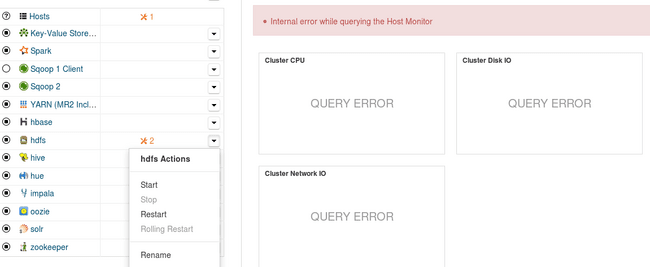 Hosts 1
Key-Value Store...
Spark
Sqoop 1 Client
Sqoop 2
YARN (MR2 Incl...
hbase
hdfs 2
hive
hue
impala
oozie
solr
zookeeper
hdfs Actions
Start
Stop
Restart
Rolling Restart
Rename
Internal error while querying the Host Monitor
Cluster CPU
QUERY ERROR
Cluster Disk IO
QUERY ERROR
Cluster Network IO
QUERY ERROR